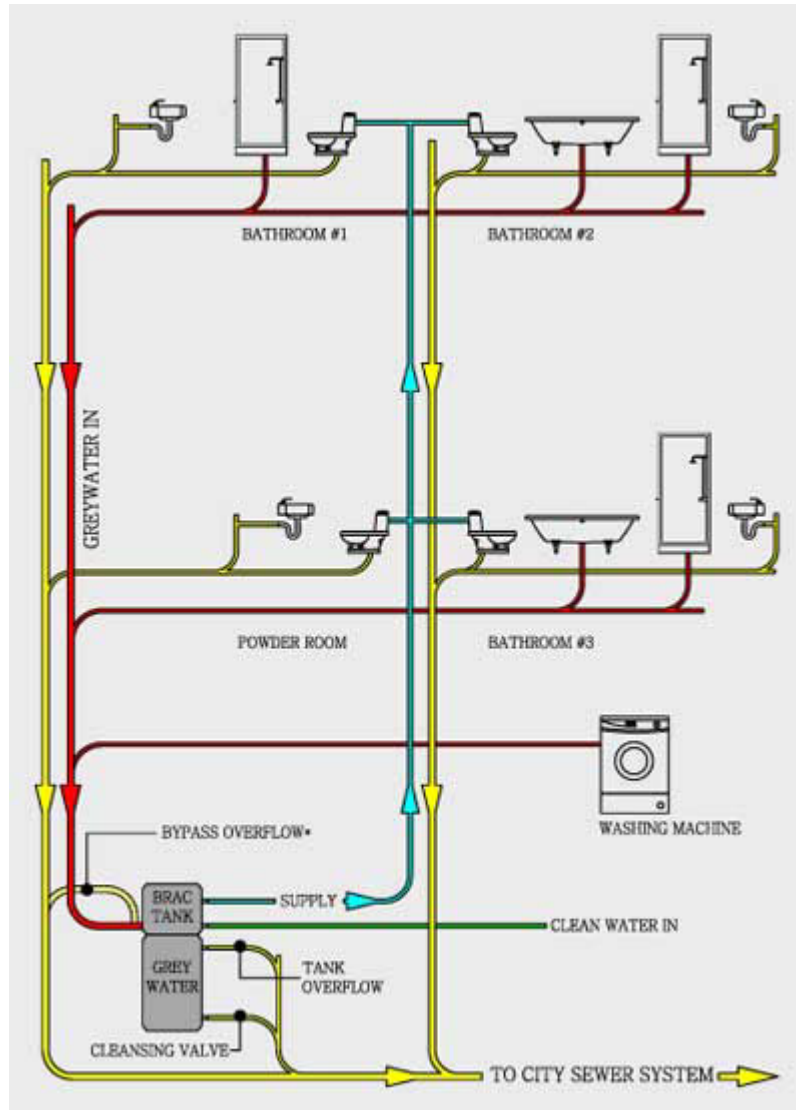 BATHROOM #1
BATHROOM #2
GREYWATER IN
POWDER ROOM
BATHROOM #3
WASHING MACHINE
BYPASS OVERFLOW*
BRAC
TANK
SUPPLY
CLEAN WATER IN
GREY
WATER
TANK
OVERFLOW
CLEANSING VALVE
TO CITY SEWER SYSTEM